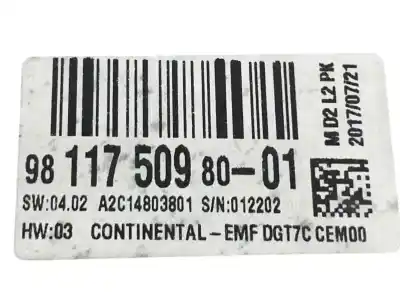 98 117 509 80-01
SW:04.02 A2C14803801 S/N:012202
HW:03 CONTINENTAL-EMF DGT7C CEM00
M D2 L2 PK
2017/07/21